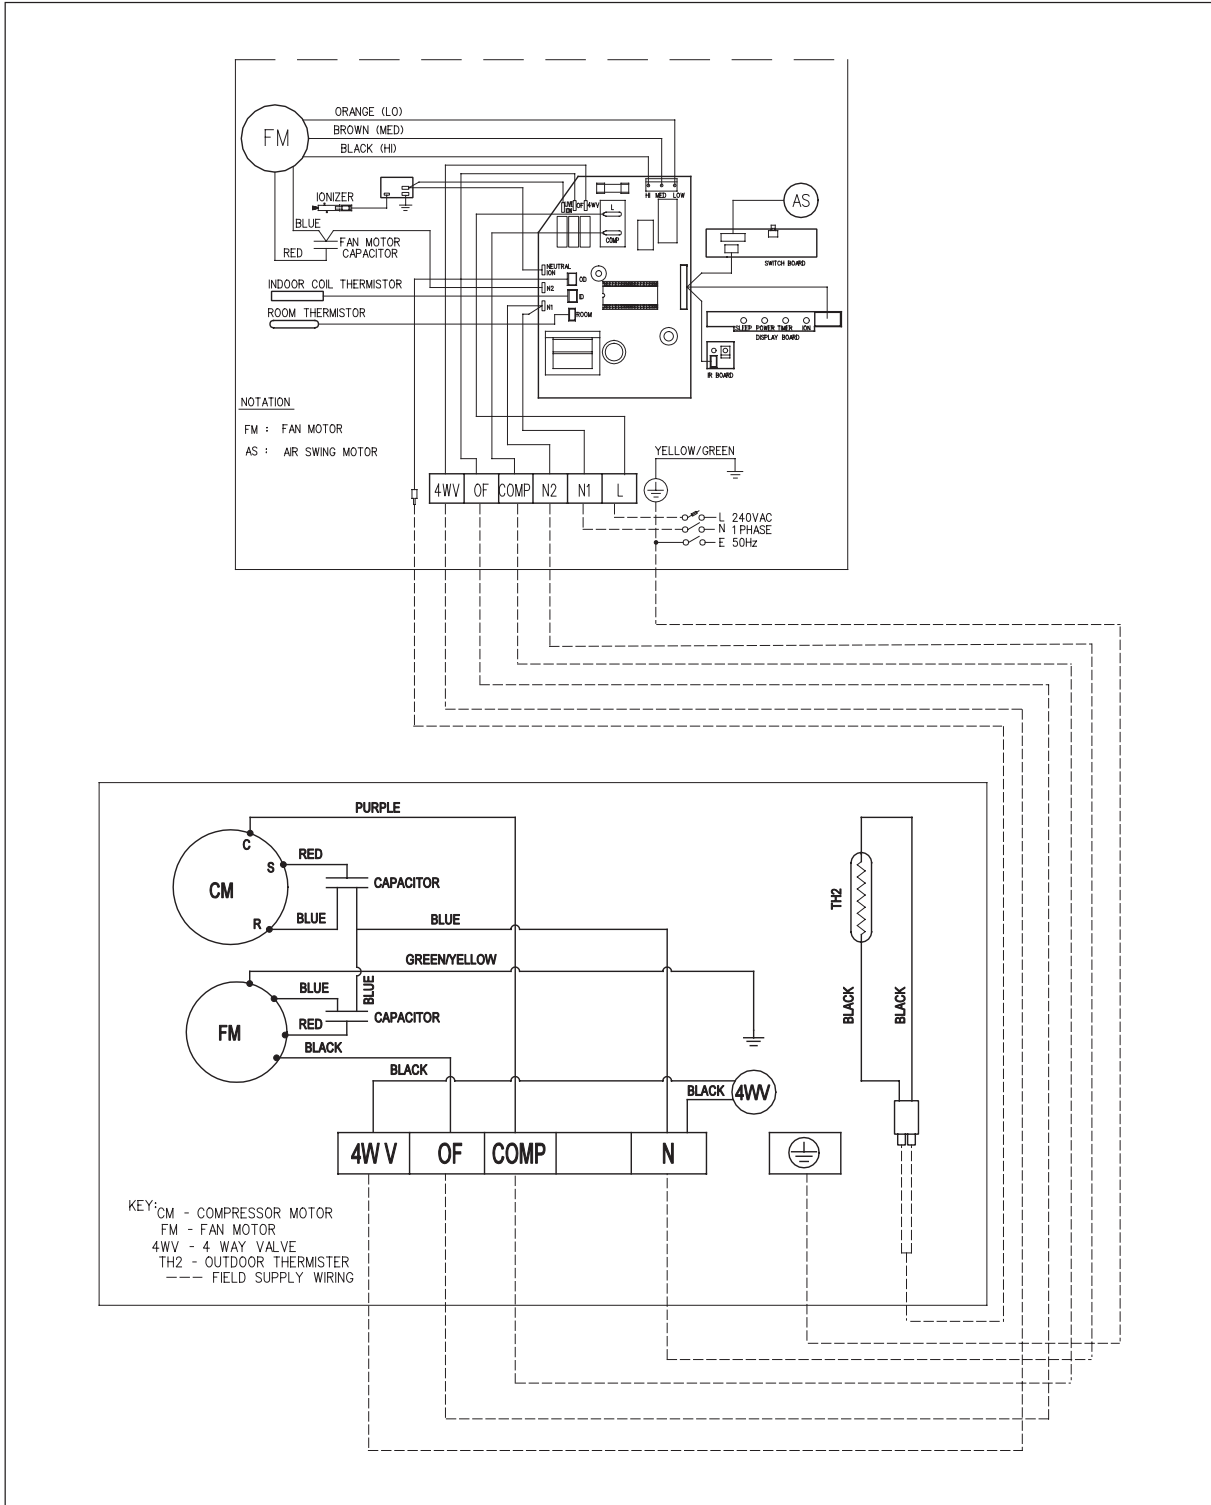 ORANGE (LO)
BROWN (MED)
BLACK (HI)
FM
IONIZER
BLUE
RED
FAN MOTOR
CAPACITOR
INDOOR COIL THERMISTOR
ROOM THERMISTOR
HI MED LOW
OF 4WV
L
COMP
NEUTRAL
ION
OD
N2
ID
N1
ROOM
AS
SWITCH BOARD
SLEEP POWER TIMER ION
DISPLAY BOARD
IR BOARD
NOTATION
FM : FAN MOTOR
AS : AIR SWING MOTOR
YELLOW/GREEN
4WV OF COMP N2 N1 L
L 240VAC
N 1 PHASE
E 50Hz
PURPLE
C
S
RED
CM
CAPACITOR
R
BLUE
BLUE
TH2
GREEN/YELLOW
BLUE
BLUE
FM
RED
CAPACITOR
BLACK
BLACK
BLACK
BLACK
BLACK
4WV
4W V OF COMP N
KEY:
CM - COMPRESSOR MOTOR
FM - FAN MOTOR
4WV - 4 WAY VALVE
TH2 - OUTDOOR THERMISTER
--- FIELD SUPPLY WIRING